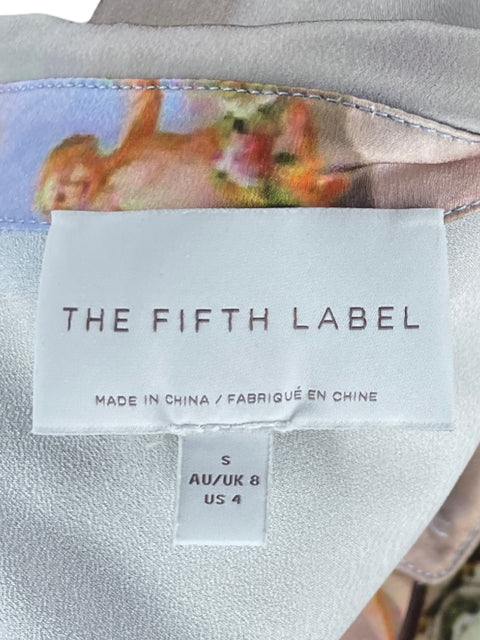 THE FIFTH LABEL
MADE IN CHINA / FABRIQUÉ EN CHINE
S
AU/UK 8
US 4